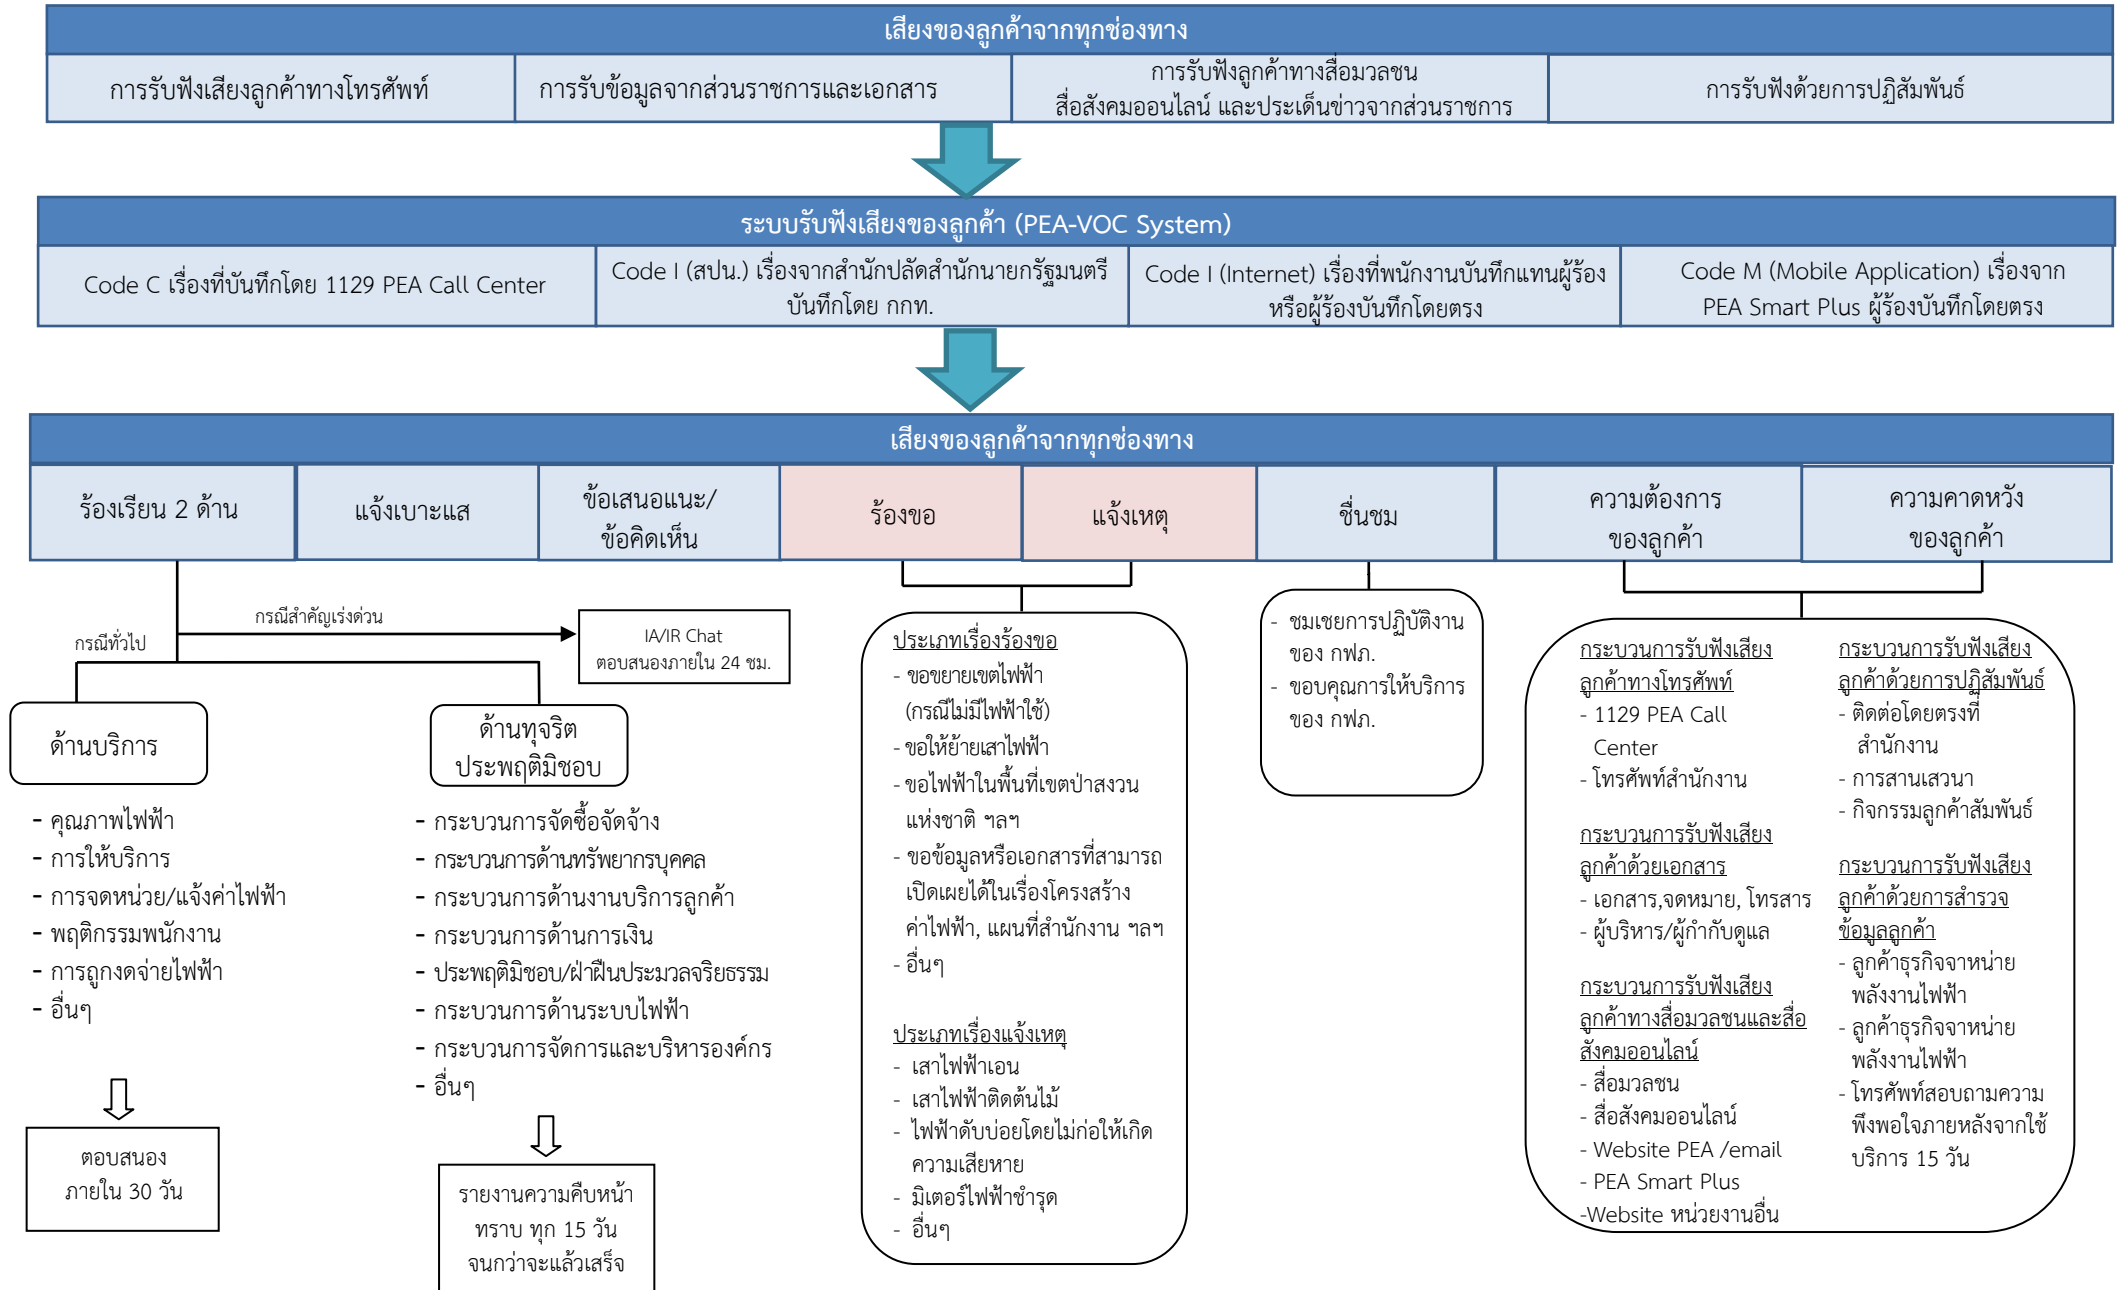 เสียงของลูกค้าจากทุกช่องทาง
การรับฟังเสียงลูกค้าทางโทรศัพท์
การรับข้อมูลจากส่วนราชการและเอกสาร
การรับฟังลูกค้าทางสื่อมวลชน
สื่อสังคมออนไลน์ และประเด็นข่าวจากส่วนราชการ
การรับฟังด้วยการปฏิสัมพันธ์
ระบบรับฟังเสียงของลูกค้า (PEA-VOC System)
Code C เรื่องที่บันทึกโดย 1129 PEA Call Center
Code I (สปน.) เรื่องจากสำนักปลัดสำนักนายกรัฐมนตรี
บันทึกโดย กกท.
Code I (Internet) เรื่องที่พนักงานบันทึกแทนผู้ร้อง
หรือผู้ร้องบันทึกโดยตรง
Code M (Mobile Application) เรื่องจาก
PEA Smart Plus ผู้ร้องบันทึกโดยตรง
เสียงของลูกค้าจากทุกช่องทาง
ร้องเรียน 2 ด้าน
แจ้งเบาะแส
ข้อเสนอแนะ/
ข้อคิดเห็น
ร้องขอ
แจ้งเหตุ
ชื่นชม
ความต้องการ
ของลูกค้า
ความคาดหวัง
ของลูกค้า
กรณีทั่วไป
กรณีสำคัญเร่งด่วน
IA/IR Chat
ตอบสนองภายใน 24 ชม.
ด้านบริการ
- คุณภาพไฟฟ้า
- การให้บริการ
- การจดหน่วย/แจ้งค่าไฟฟ้า
- พฤติกรรมพนักงาน
- การถูกงดจ่ายไฟฟ้า
- อื่นๆ
ตอบสนอง
ภายใน 30 วัน
ด้านทุจริต
ประพฤติมิชอบ
- กระบวนการจัดซื้อจัดจ้าง
- กระบวนการด้านทรัพยากรบุคคล
- กระบวนการด้านงานบริการลูกค้า
- กระบวนการด้านการเงิน
- ประพฤติมิชอบ/ฝ่าฝืนประมวลจริยธรรม
- กระบวนการด้านระบบไฟฟ้า
- กระบวนการจัดการและบริหารองค์กร
- อื่นๆ
รายงานความคืบหน้า
ทราบ ทุก 15 วัน
จนกว่าจะแล้วเสร็จ
ประเภทเรื่องร้องขอ
- ขอขยายเขตไฟฟ้า
(กรณีไม่มีไฟฟ้าใช้)
- ขอให้ย้ายเสาไฟฟ้า
- ขอไฟฟ้าในพื้นที่เขตป่าสงวน
แห่งชาติ ฯลฯ
- ขอข้อมูลหรือเอกสารที่สามารถ
เปิดเผยได้ในเรื่องโครงสร้าง
ค่าไฟฟ้า, แผนที่สำนักงาน ฯลฯ
- อื่นๆ
ประเภทเรื่องแจ้งเหตุ
- เสาไฟฟ้าเอน
- เสาไฟฟ้าติดต้นไม้
- ไฟฟ้าดับบ่อยโดยไม่ก่อให้เกิด
ความเสียหาย
- มิเตอร์ไฟฟ้าชำรุด
- อื่นๆ
- ชมเชยการปฏิบัติงาน
ของ กฟภ.
- ขอบคุณการให้บริการ
ของ กฟภ.
กระบวนการรับฟังเสียง
ลูกค้าทางโทรศัพท์
- 1129 PEA Call
Center
- โทรศัพท์สำนักงาน
กระบวนการรับฟังเสียง
ลูกค้าด้วยเอกสาร
- เอกสาร,จดหมาย, โทรสาร
- ผู้บริหาร/ผู้กำกับดูแล
กระบวนการรับฟังเสียง
ลูกค้าทางสื่อมวลชนและสื่อ
สังคมออนไลน์
- สื่อมวลชน
- สื่อสังคมออนไลน์
- Website PEA /email
- PEA Smart Plus
-Website หน่วยงานอื่น
กระบวนการรับฟังเสียง
ลูกค้าด้วยการปฏิสัมพันธ์
- ติดต่อโดยตรงที่
สำนักงาน
- การสานเสวนา
- กิจกรรมลูกค้าสัมพันธ์
กระบวนการรับฟังเสียง
ลูกค้าด้วยการสำรวจ
ข้อมูลลูกค้า
- ลูกค้าธุรกิจจาหน่าย
พลังงานไฟฟ้า
- ลูกค้าธุรกิจจาหน่าย
พลังงานไฟฟ้า
- โทรศัพท์สอบถามความ
พึงพอใจภายหลังจากใช้
บริการ 15 วัน